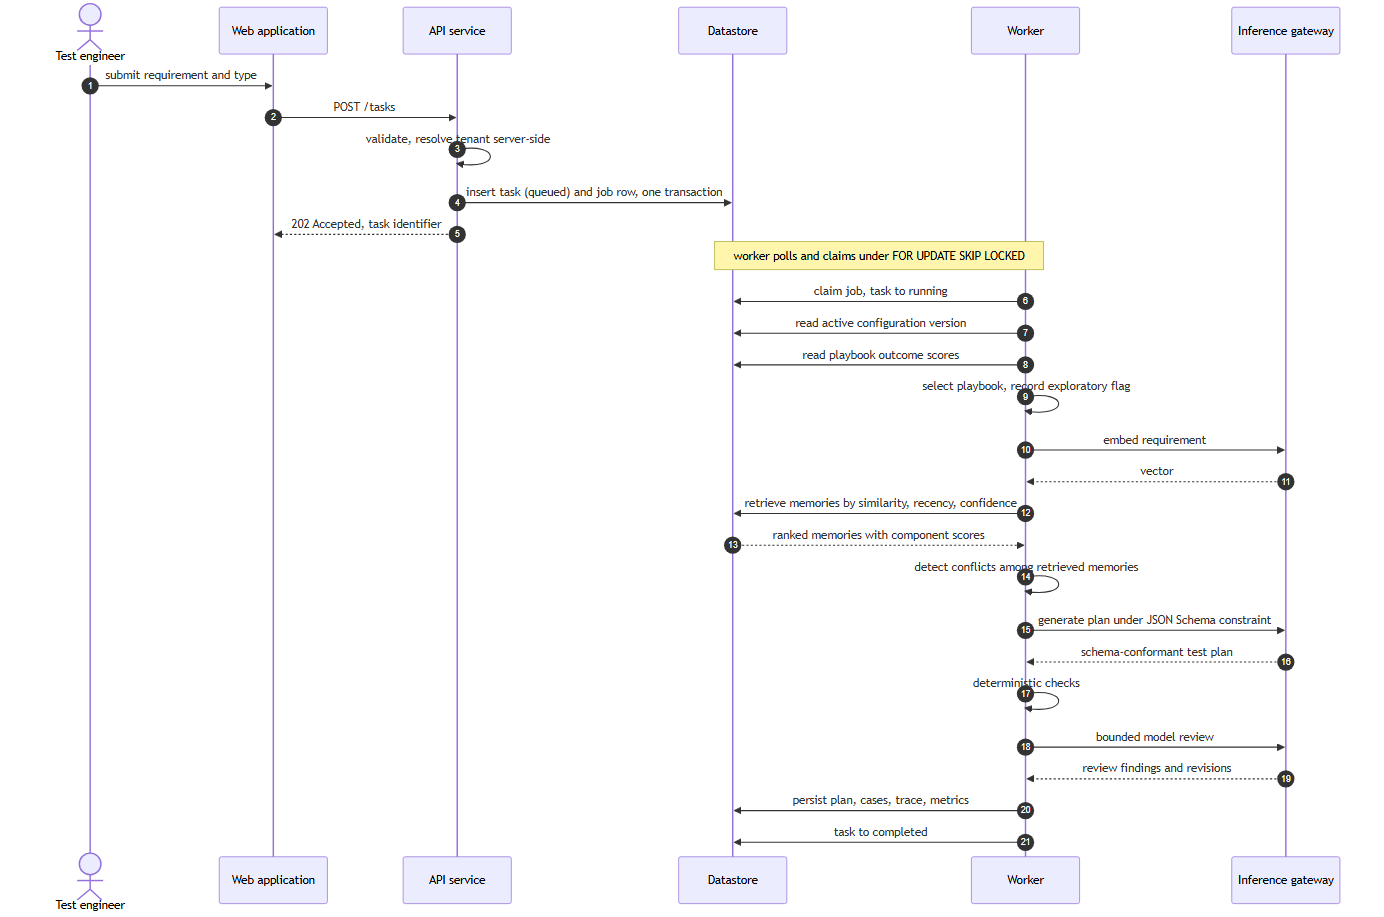 Test engineer
Web application
API service
Datastore
Worker
Inference gateway
1
submit requirement and type
2
POST /tasks
validate, resolve tenant server-side
3
4
insert task (queued) and job row, one transaction
202 Accepted, task identifier
5
worker polls and claims under FOR UPDATE SKIP LOCKED
claim job, task to running
6
read active configuration version
7
read playbook outcome scores
8
select playbook, record exploratory flag
9
embed requirement
10
vector
11
retrieve memories by similarity, recency, confidence
12
ranked memories with component scores
13
detect conflicts among retrieved memories
14
generate plan under JSON Schema constraint
15
schema-conformant test plan
16
deterministic checks
17
bounded model review
18
review findings and revisions
19
persist plan, cases, trace, metrics
20
task to completed
21
Test engineer
Web application
API service
Datastore
Worker
Inference gateway